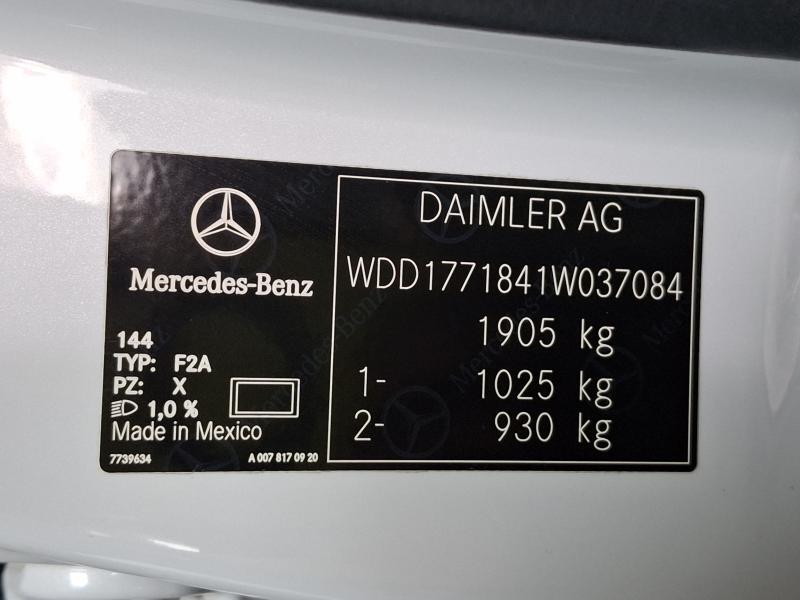 Mercedes-Benz
144
TYP: F2A
PZ: X
1,0 %
Made in Mexico
7739634 A 007 817 09 20
DAIMLER AG
WDD1771841W037084
1905 kg
1- 1025 kg
2- 930 kg